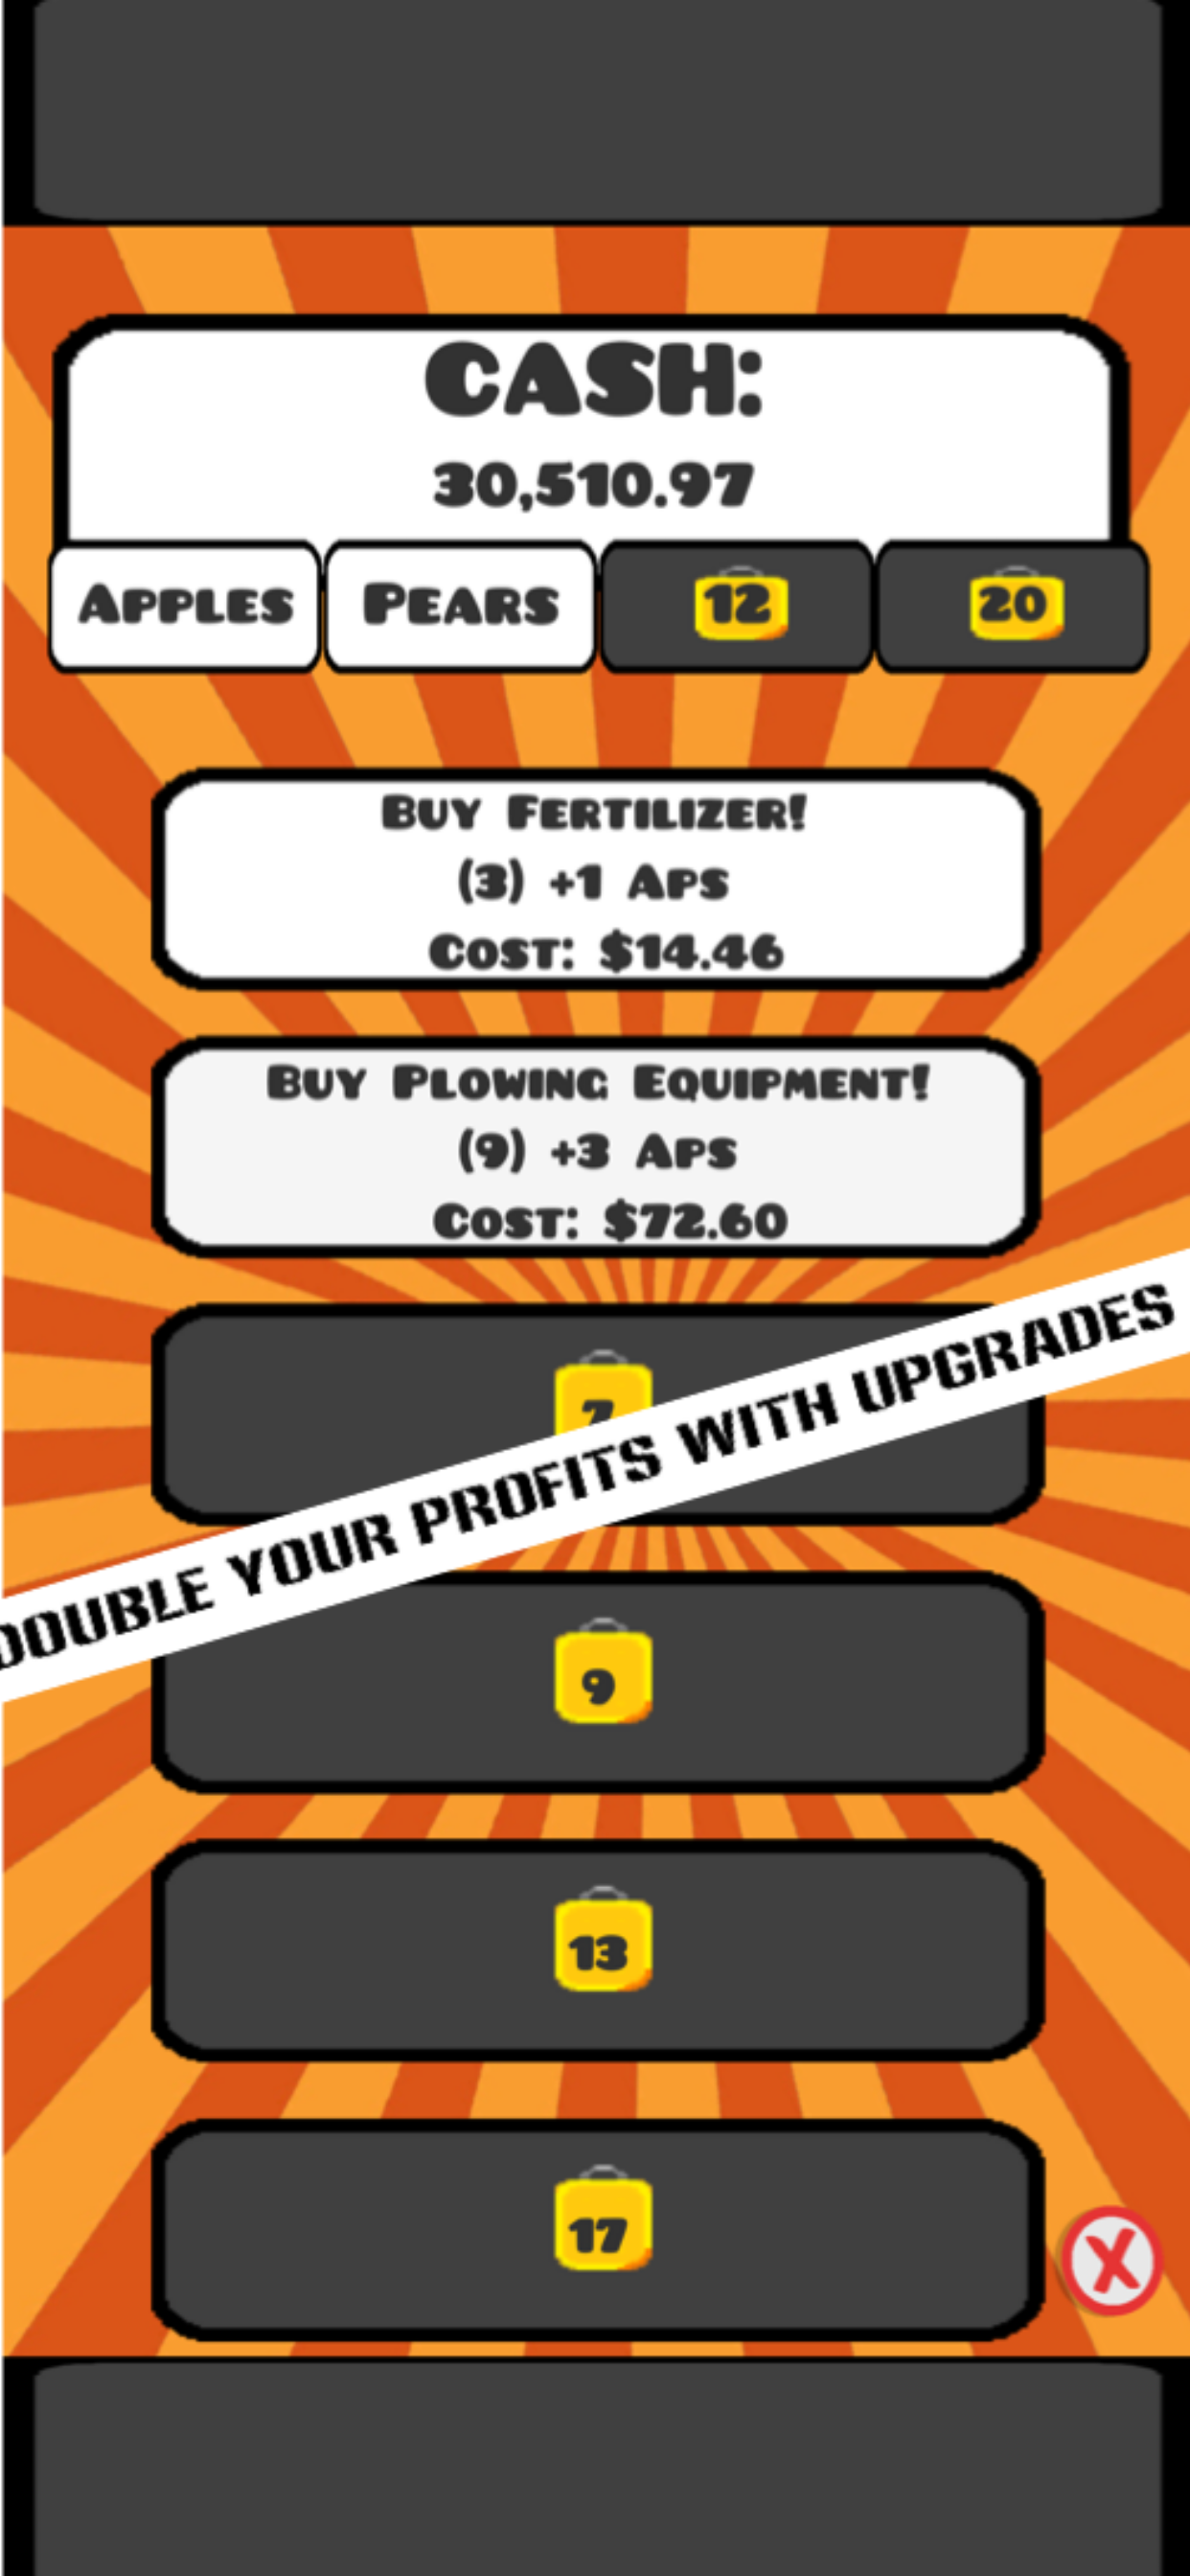 CASH:
30,510.97
APPLES PEARS 12 20
BUY FERTILIZER!
(3) +1 APS
COST: $14.46
BUY PLOWING EQUIPMENT!
(9) +3 APS
COST: $72.60
7
DOUBLE YOUR PROFITS WITH UPGRADES
9
13
17
X